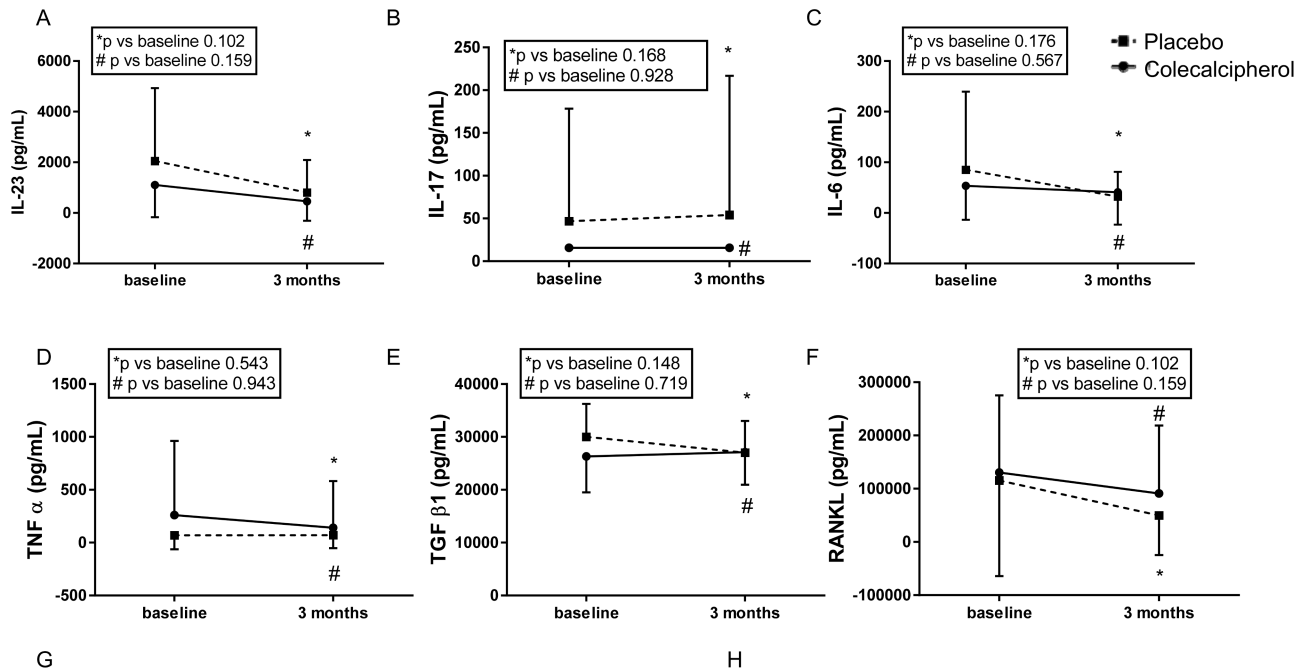 A
*p vs baseline 0.102
# p vs baseline 0.159
IL-23 (pg/mL)
6000
4000
2000
0
-2000
*
#
baseline
3 months
B
*p vs baseline 0.168
# p vs baseline 0.928
IL-17 (pg/mL)
250
200
150
100
50
0
*
#
baseline
3 months
C
*p vs baseline 0.176
# p vs baseline 0.567
IL-6 (pg/mL)
300
200
100
0
-100
*
#
baseline
3 months
Placebo
Colecalcipherol
D
*p vs baseline 0.543
# p vs baseline 0.943
TNF α (pg/mL)
1500
1000
500
0
-500
*
#
baseline
3 months
E
*p vs baseline 0.148
# p vs baseline 0.719
TGF β1 (pg/mL)
40000
30000
20000
10000
0
*
#
baseline
3 months
F
*p vs baseline 0.102
# p vs baseline 0.159
RANKL (pg/mL)
300000
200000
100000
0
-100000
#
*
baseline
3 months
G
H